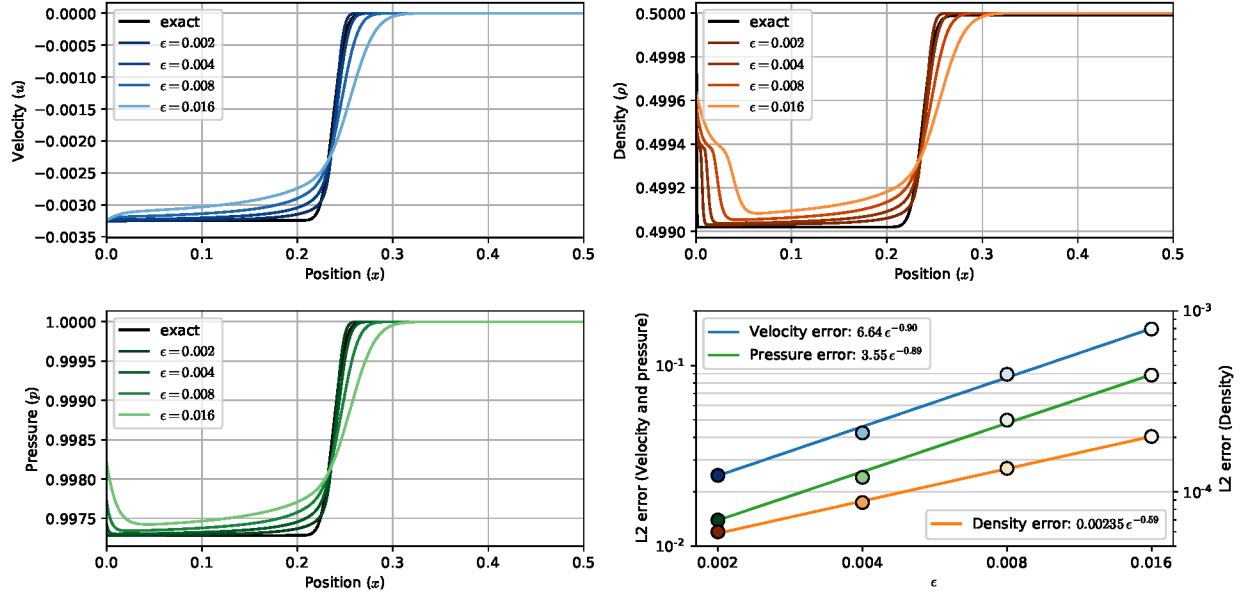 0.0000
−0.0005
−0.0010
−0.0015
−0.0020
−0.0025
−0.0030
−0.0035
Velocity (u)
exact
ϵ = 0.002
ϵ = 0.004
ϵ = 0.008
ϵ = 0.016
0.0 0.1 0.2 0.3 0.4 0.5
Position (x)
0.5000
0.4998
0.4996
0.4994
0.4992
0.4990
Density (ρ)
exact
ϵ = 0.002
ϵ = 0.004
ϵ = 0.008
ϵ = 0.016
0.0 0.1 0.2 0.3 0.4 0.5
Position (x)
1.0000
0.9995
0.9990
0.9985
0.9980
0.9975
Pressure (p)
exact
ϵ = 0.002
ϵ = 0.004
ϵ = 0.008
ϵ = 0.016
0.0 0.1 0.2 0.3 0.4 0.5
Position (x)
10⁻¹
10⁻²
L2 error (Velocity and pressure)
Velocity error: 6.64 ϵ⁻⁰·⁹⁰
Pressure error: 3.55 ϵ⁻⁰·⁸⁹
Density error: 0.00235 ϵ⁻⁰·⁵⁹
10⁻³
10⁻⁴
L2 error (Density)
0.002 0.004 0.008 0.016
ϵ